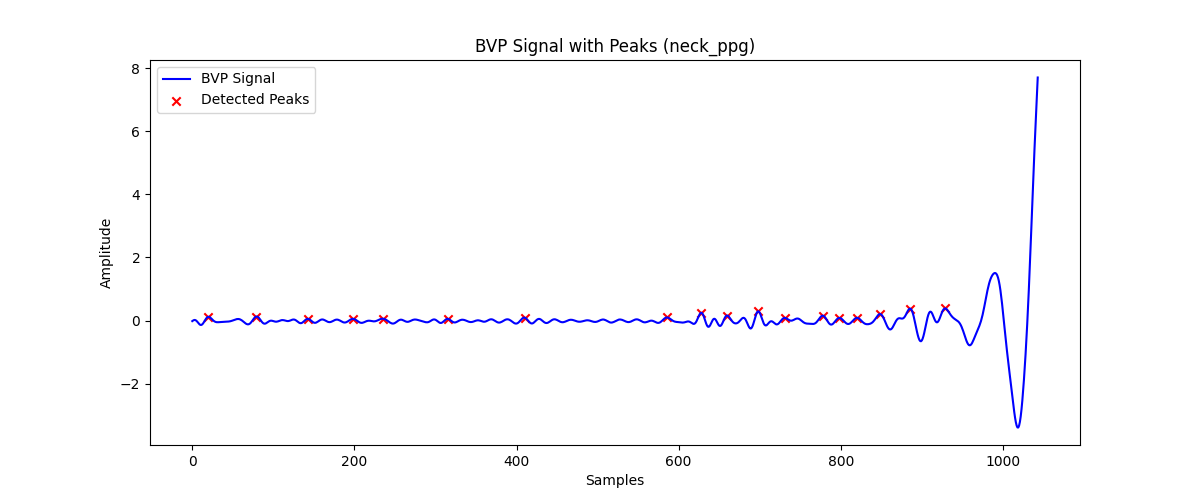 BVP Signal with Peaks (neck_ppg)
BVP Signal
Detected Peaks
Amplitude
8
6
4
2
0
−2
0 200 400 600 800 1000
Samples